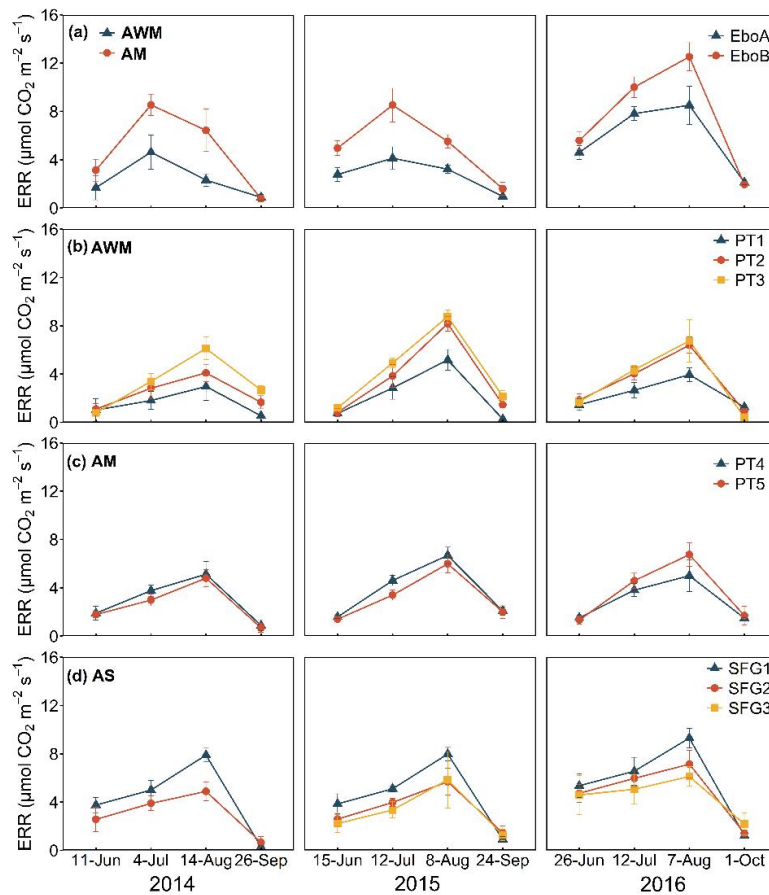 16
12
8
4
0
ERR (µmol CO₂ m⁻² s⁻¹)
(a)
AWM
AM
EboA
EboB
16
12
8
4
0
ERR (µmol CO₂ m⁻² s⁻¹)
(b) AWM
PT1
PT2
PT3
16
12
8
4
0
ERR (µmol CO₂ m⁻² s⁻¹)
(c) AM
PT4
PT5
16
12
8
4
0
ERR (µmol CO₂ m⁻² s⁻¹)
(d) AS
SFG1
SFG2
SFG3
11-Jun 4-Jul 14-Aug 26-Sep
15-Jun 12-Jul 8-Aug 24-Sep
26-Jun 12-Jul 7-Aug 1-Oct
2014 2015 2016